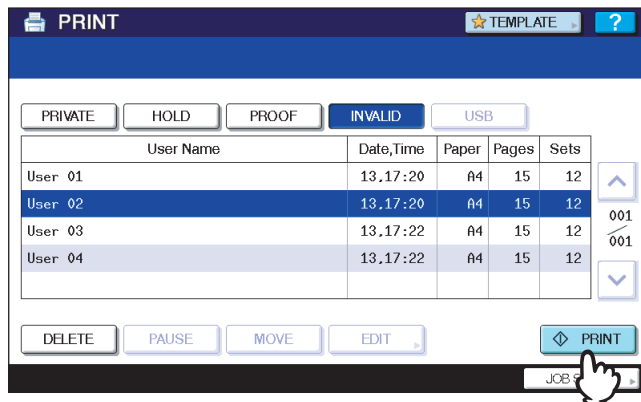 PRINT TEMPLATE ?
PRIVATE HOLD PROOF INVALID USB
User Name Date,Time Paper Pages Sets
User 01 13,17:20 A4 15 12
User 02 13,17:20 A4 15 12
User 03 13,17:22 A4 15 12
User 04 13,17:22 A4 15 12
001
001
DELETE PAUSE MOVE EDIT PRINT
JOB